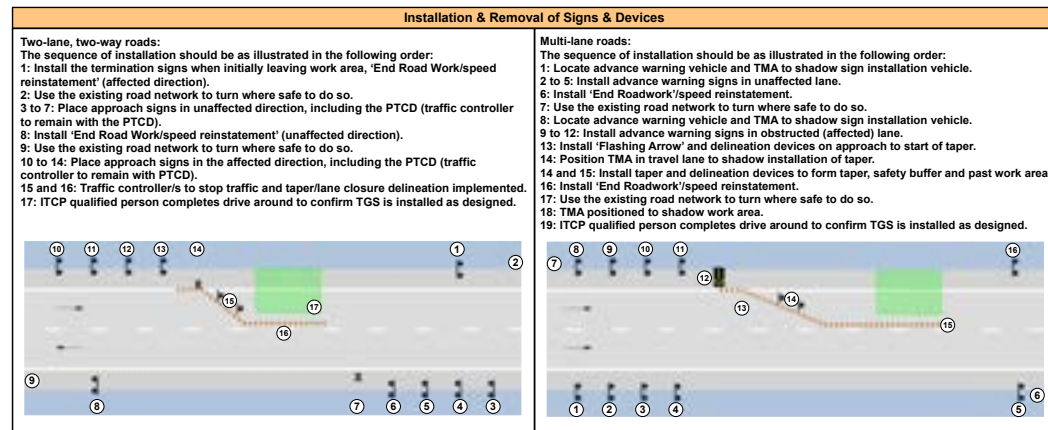 Installation & Removal of Signs & Devices
Two-lane, two-way roads:
The sequence of installation should be as illustrated in the following order:
1: Install the termination signs when initially leaving work area, ‘End Road Work/speed
reinstatement’ (affected direction).
2: Use the existing road network to turn where safe to do so.
3 to 7: Place approach signs in unaffected direction, including the PTCD (traffic controller
to remain with the PTCD).
8: Install ‘End Road Work/speed reinstatement’ (unaffected direction).
9: Use the existing road network to turn where safe to do so.
10 to 14: Place approach signs in the affected direction, including the PTCD (traffic
controller to remain with PTCD).
15 and 16: Traffic controller/s to stop traffic and taper/lane closure delineation implemented.
17: ITCP qualified person completes drive around to confirm TGS is installed as designed.
10 11 12 13 14 1
2
15
17
16
9
8 7 6 5 4 3
Multi-lane roads:
The sequence of installation should be as illustrated in the following order:
1: Locate advance warning vehicle and TMA to shadow sign installation vehicle.
2 to 5: Install advance warning signs in unaffected lane.
6: Install ‘End Roadwork’/speed reinstatement.
7: Use the existing road network to turn where safe to do so.
8: Locate advance warning vehicle and TMA to shadow sign installation vehicle.
9 to 12: Install advance warning signs in obstructed (affected) lane.
13: Install ‘Flashing Arrow’ and delineation devices on approach to start of taper.
14: Position TMA in travel lane to shadow installation of taper.
14 and 15: Install taper and delineation devices to form taper, safety buffer and past work area
16: Install ‘End Roadwork’/speed reinstatement.
17: Use the existing road network to turn where safe to do so.
18: TMA positioned to shadow work area.
19: ITCP qualified person completes drive around to confirm TGS is installed as designed.
8 9 10 11 16
7
12
14
13
15
6
1 2 3 4 5